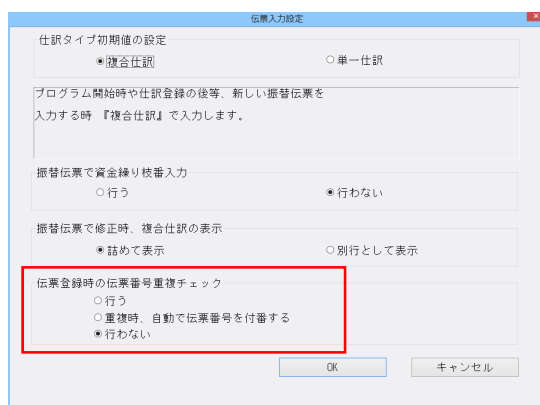 伝票入力設定
仕訳タイプ初期値の設定
複合仕訳 単一仕訳
プログラム開始時や仕訳登録の後等、新しい振替伝票を
入力する時 『複合仕訳』で入力します。
振替伝票で資金繰り枝番入力
行う 行わない
振替伝票で修正時、複合仕訳の表示
詰めて表示 別行として表示
伝票登録時の伝票番号重複チェック
行う
重複時、自動で伝票番号を付番する
行わない
OK キャンセル